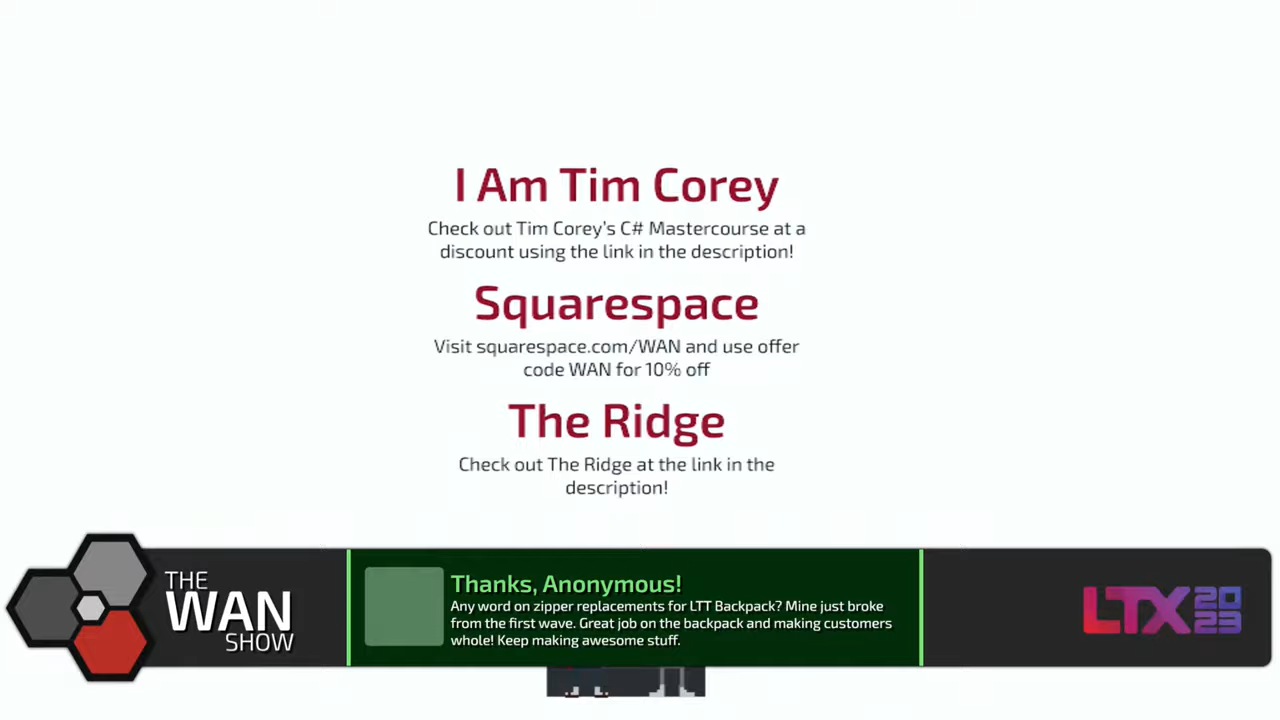 I Am Tim Corey
Check out Tim Corey's C# Mastercourse at a
discount using the link in the description!
Squarespace
Visit squarespace.com/WAN and use offer
code WAN for 10% off
The Ridge
Check out The Ridge at the link in the
description!
THE
WAN
SHOW
Thanks, Anonymous!
Any word on zipper replacements for LTT Backpack? Mine just broke
from the first wave. Great job on the backpack and making customers
whole! Keep making awesome stuff.
LTX 20
23